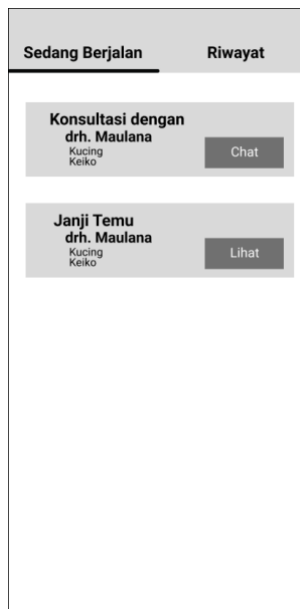 Sedang Berjalan Riwayat
Konsultasi dengan
drh. Maulana
Kucing
Keiko
Chat
Janji Temu
drh. Maulana
Kucing
Keiko
Lihat